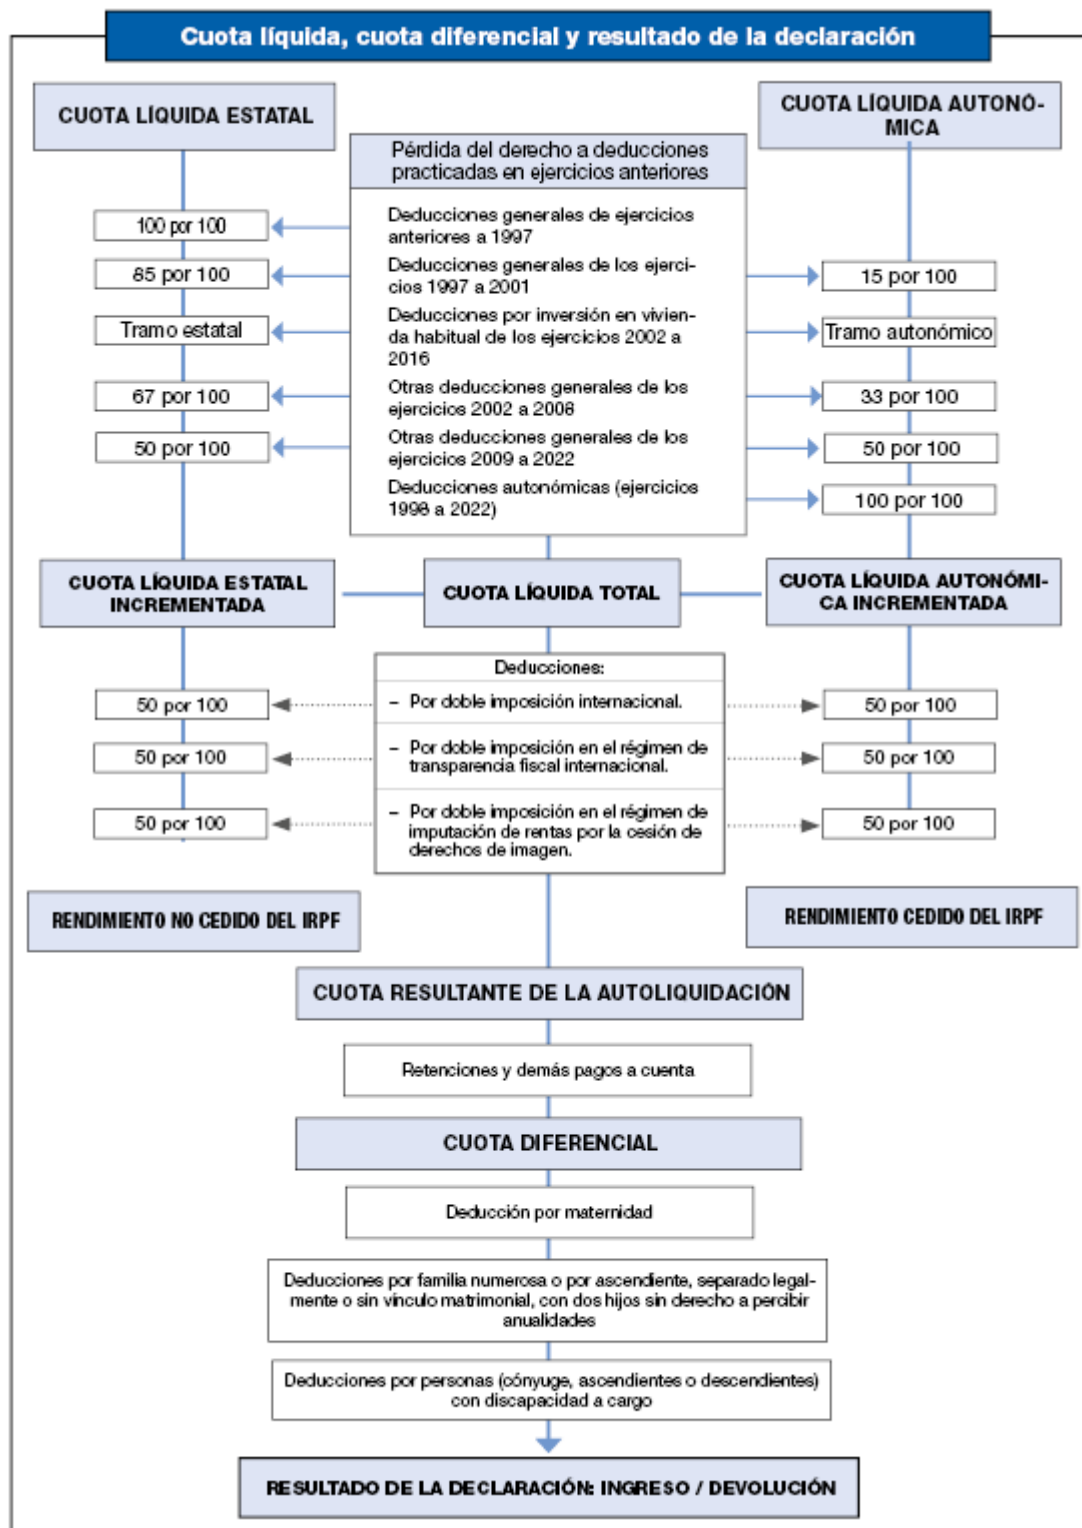 Cuota líquida, cuota diferencial y resultado de la declaración
CUOTA LÍQUIDA ESTATAL
CUOTA LÍQUIDA AUTONÓ-
MICA
Pérdida del derecho a deducciones
practicadas en ejercicios anteriores
100 por 100
Deducciones generales de ejercicios
anteriores a 1997
85 por 100
Deducciones generales de los ejerci-
cios 1997 a 2001
15 por 100
Tramo estatal
Deducciones por inversión en vivien-
da habitual de los ejercicios 2002 a
2016
Tramo autonómico
67 por 100
Otras deducciones generales de los
ejercicios 2002 a 2008
33 por 100
50 por 100
Otras deducciones generales de los
ejercicios 2009 a 2022
50 por 100
Deducciones autonómicas (ejercicios
1998 a 2022)
100 por 100
CUOTA LÍQUIDA ESTATAL
INCREMENTADA
CUOTA LÍQUIDA TOTAL
CUOTA LÍQUIDA AUTONÓMI-
CA INCREMENTADA
Deducciones:
50 por 100
– Por doble imposición internacional.
50 por 100
50 por 100
– Por doble imposición en el régimen de
transparencia fiscal internacional.
50 por 100
50 por 100
– Por doble imposición en el régimen de
imputación de rentas por la cesión de
derechos de imagen.
50 por 100
RENDIMIENTO NO CEDIDO DEL IRPF
RENDIMIENTO CEDIDO DEL IRPF
CUOTA RESULTANTE DE LA AUTOLIQUIDACIÓN
Retenciones y demás pagos a cuenta
CUOTA DIFERENCIAL
Deducción por maternidad
Deducciones por familia numerosa o por ascendiente, separado legal-
mente o sin vínculo matrimonial, con dos hijos sin derecho a percibir
anualidades
Deducciones por personas (cónyuge, ascendientes o descendientes)
con discapacidad a cargo
RESULTADO DE LA DECLARACIÓN: INGRESO / DEVOLUCIÓN